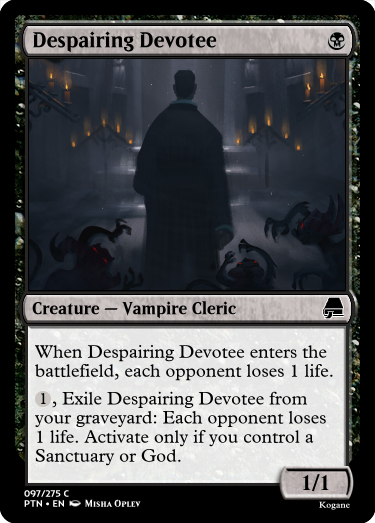 Despairing Devotee
Creature — Vampire Cleric
When Despairing Devotee enters the
battlefield, each opponent loses 1 life.
1, Exile Despairing Devotee from
your graveyard: Each opponent loses
1 life. Activate only if you control a
Sanctuary or God.
1/1
097/275 C
PTN • EN Misha Oplev
Kogane